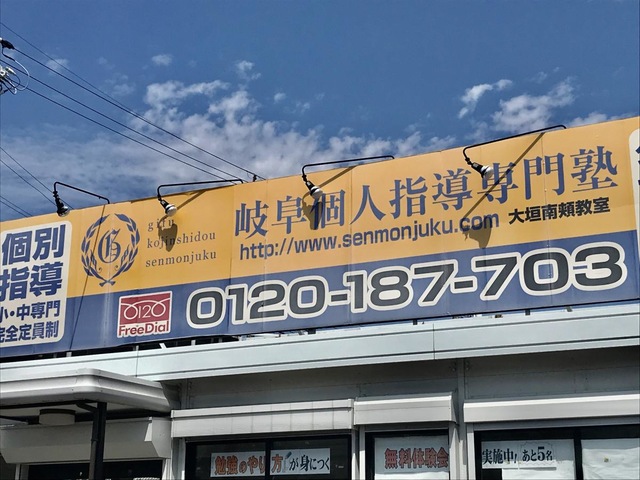 個別
指導
小・中専門
完全定員制
G
gifu
kojinshidou
senmonjuku
岐阜個人指導専門塾
http://www.senmonjuku.com
大垣南頰教室
0120
FreeDial
0120-187-703
勉強のやり方が身につく
無料体験会
実施中！あと5名